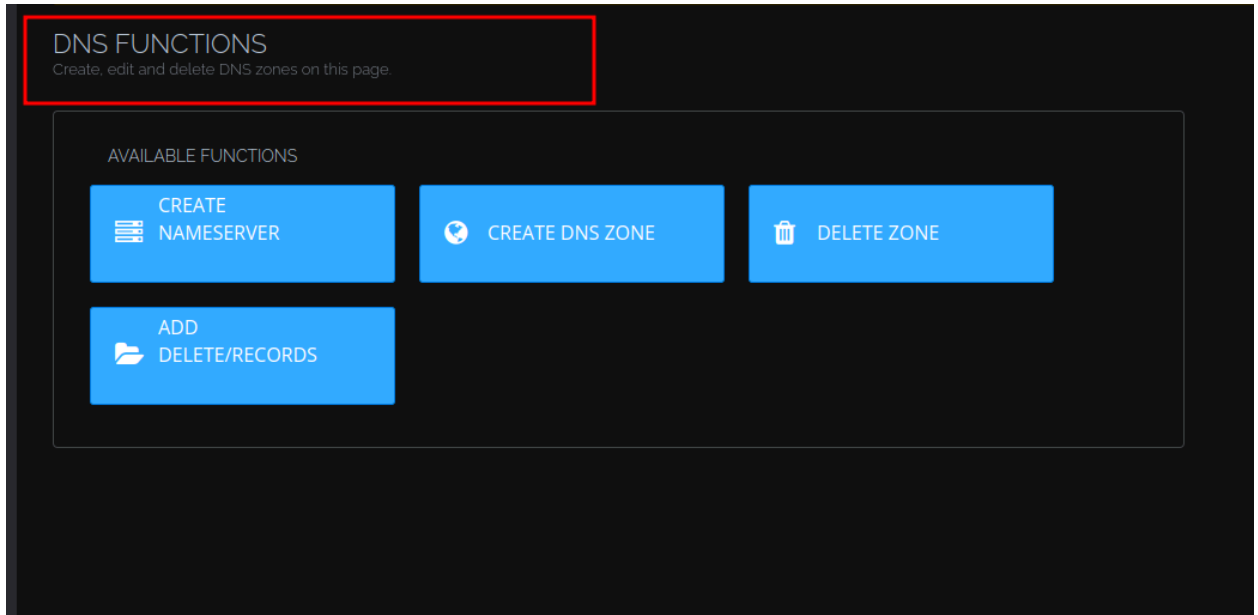 DNS FUNCTIONS
Create, edit and delete DNS zones on this page.
AVAILABLE FUNCTIONS
CREATE
NAMESERVER
CREATE DNS ZONE
DELETE ZONE
ADD
DELETE/RECORDS